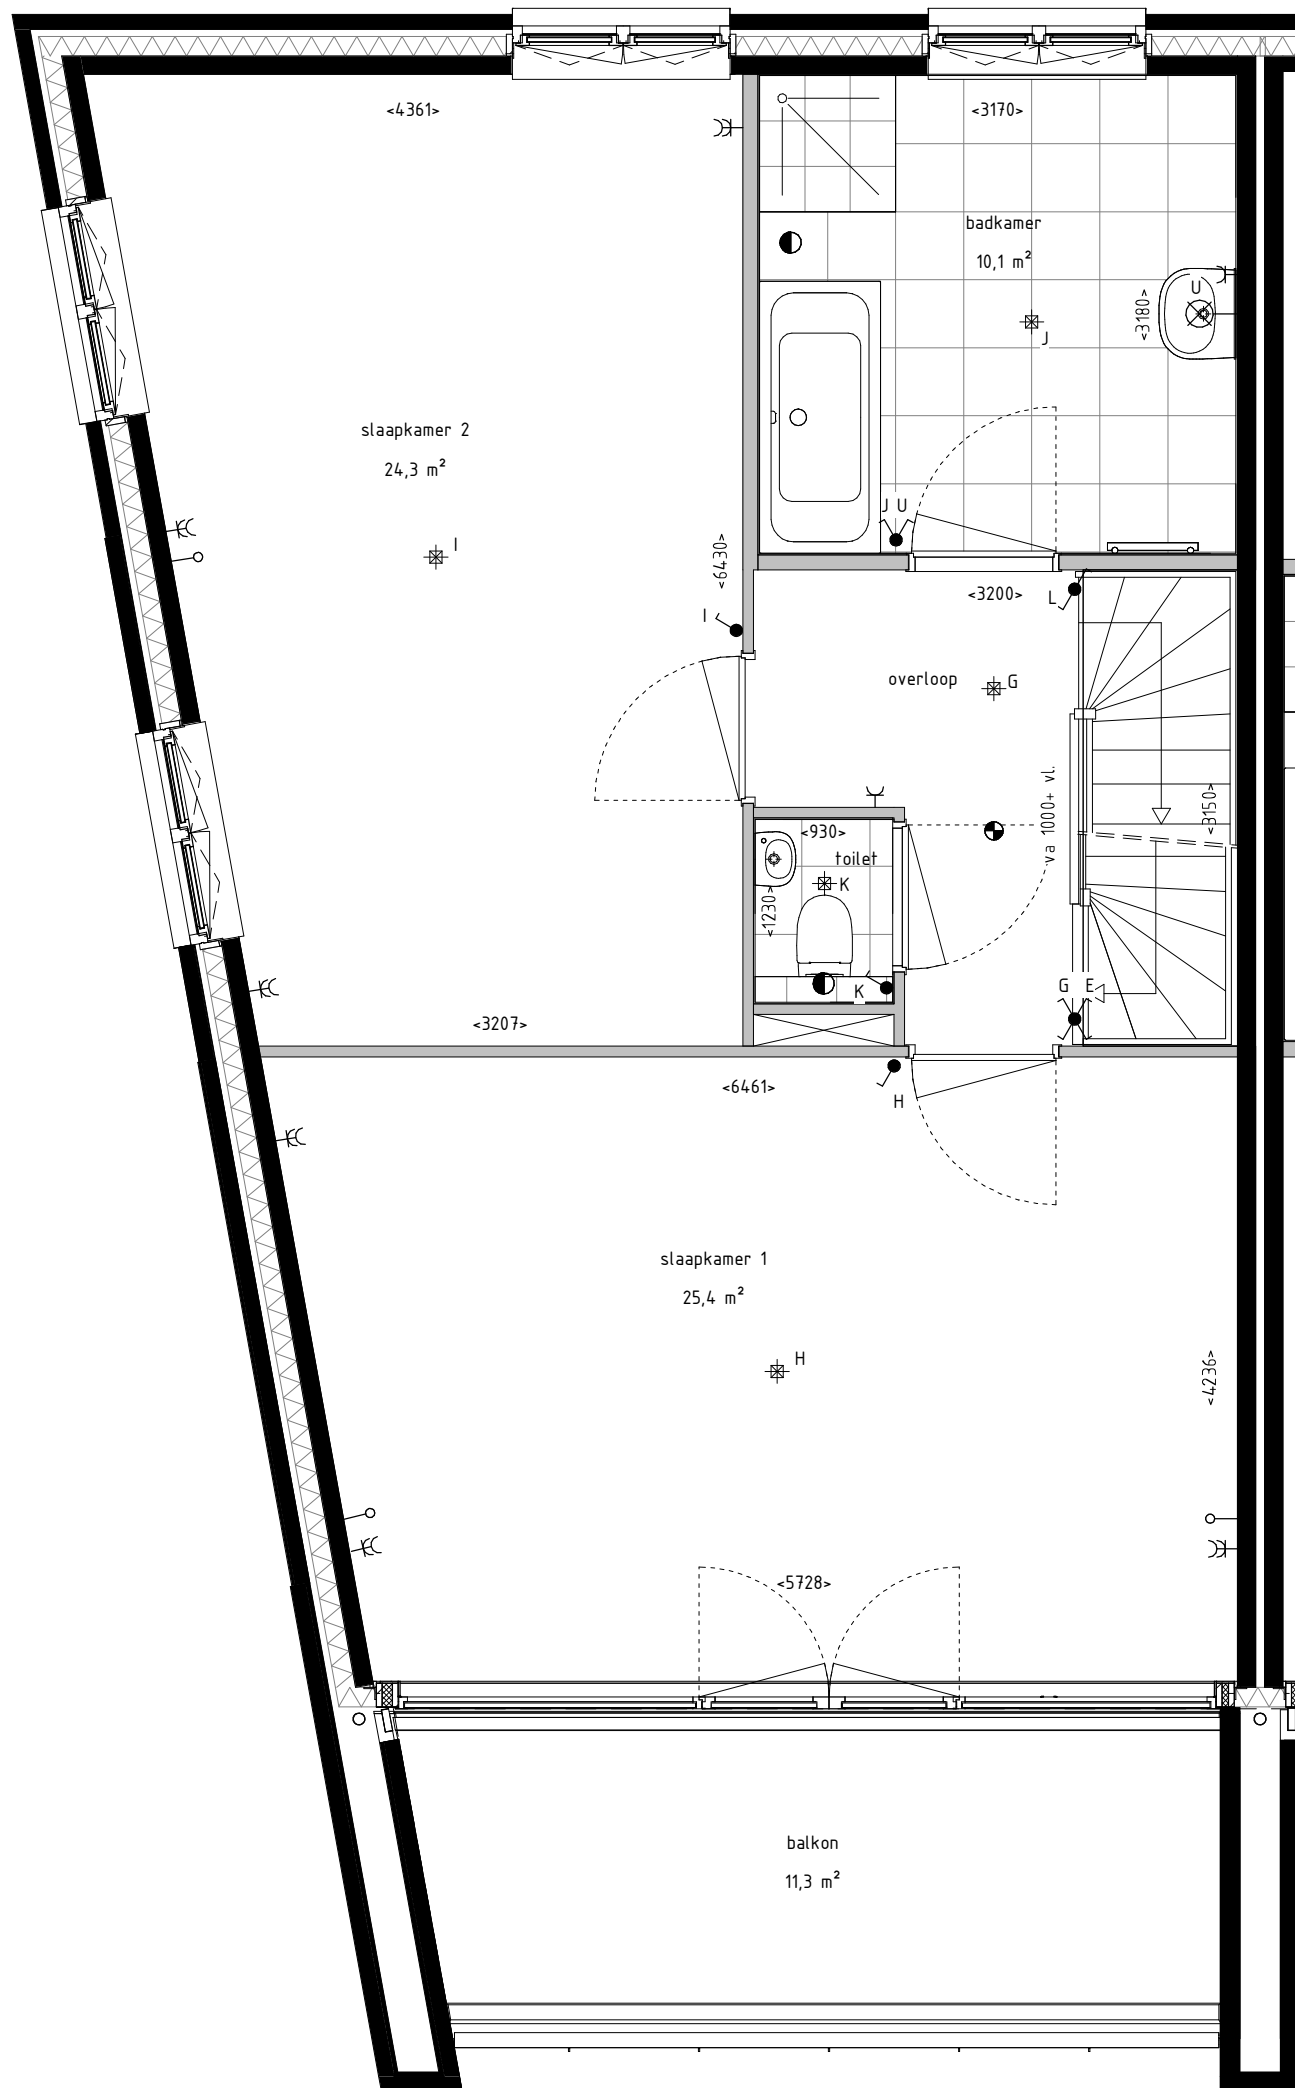 <4361>
<3170>
badkamer
10,1 m²
<3180>
U
J
slaapkamer 2
24,3 m²
I
J U
<6430>
<3200>
L
I
overloop
G
va 1000+ vl.
<3150>
<930>
toilet
K
<1230>
K
G E
<3207>
<6461>
H
slaapkamer 1
25,4 m²
H
<4236>
<5728>
balkon
11,3 m²